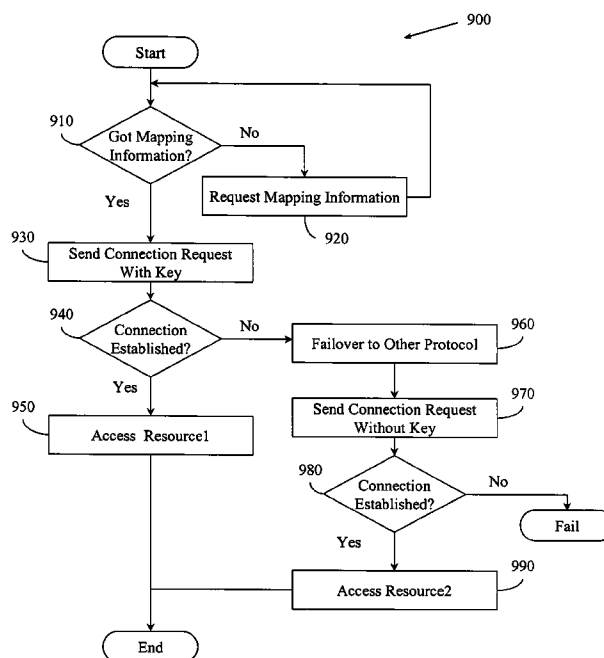 900
Start
910
Got Mapping
Information?
No
Yes
Request Mapping Information
920
930
Send Connection Request
With Key
940
Connection
Established?
No
Yes
Failover to Other Protocol
960
950
Access Resource1
970
Send Connection Request
Without Key
980
Connection
Established?
No
Yes
Fail
990
Access Resource2
End